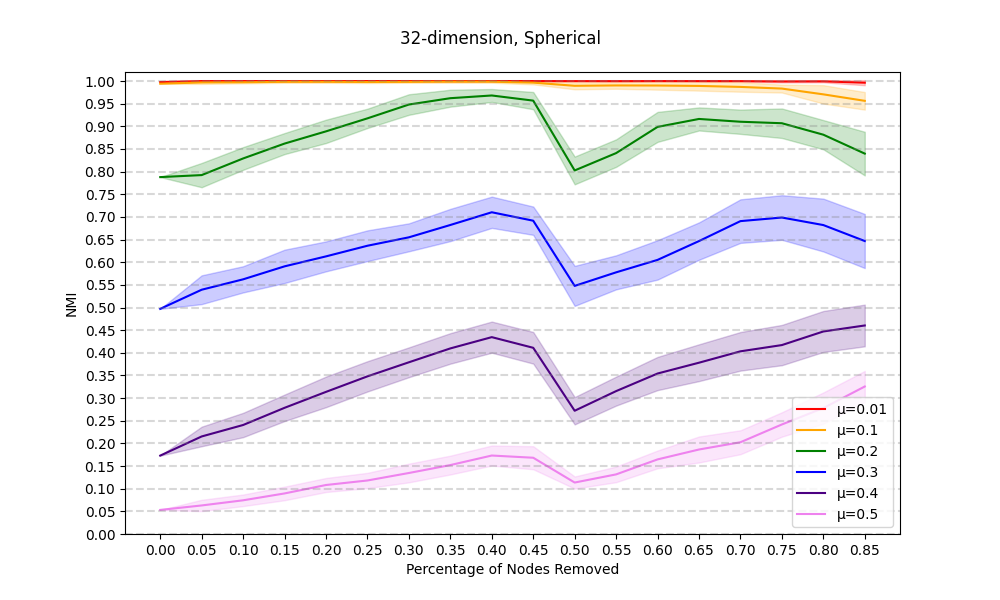 32-dimension, Spherical
1.00
0.95
0.90
0.85
0.80
0.75
0.70
0.65
0.60
0.55
0.50
0.45
0.40
0.35
0.30
0.25
0.20
0.15
0.10
0.05
0.00
NMI
μ=0.01
μ=0.1
μ=0.2
μ=0.3
μ=0.4
μ=0.5
0.00 0.05 0.10 0.15 0.20 0.25 0.30 0.35 0.40 0.45 0.50 0.55 0.60 0.65 0.70 0.75 0.80 0.85
Percentage of Nodes Removed